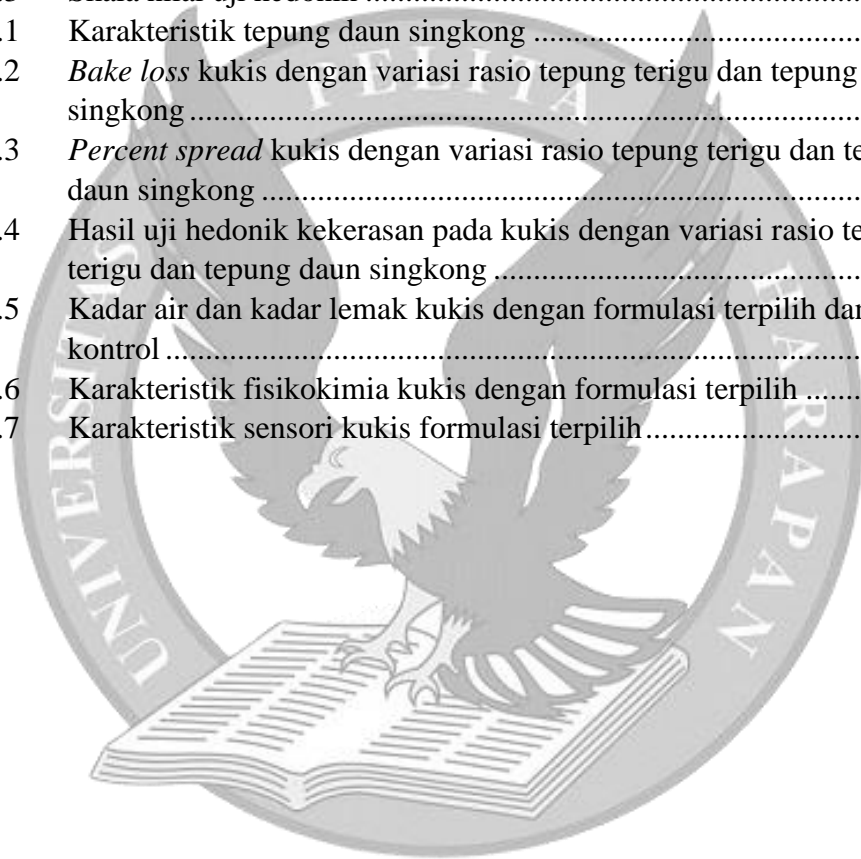 Skala nilai uji hedonik ...........................................................................
.1 Karakteristik tepung daun singkong ................................................
.2 Bake loss kukis dengan variasi rasio tepung terigu dan tepung
singkong ....................................................................................................
.3 Percent spread kukis dengan variasi rasio tepung terigu dan te
daun singkong .........................................................................................
.4 Hasil uji hedonik kekerasan pada kukis dengan variasi rasio te
terigu dan tepung daun singkong ......................................................
.5 Kadar air dan kadar lemak kukis dengan formulasi terpilih dan
kontrol .......................................................................................................
.6 Karakteristik fisikokimia kukis dengan formulasi terpilih .......
.7 Karakteristik sensori kukis formulasi terpilih .................................
UNIVERSITAS PELITA HARAPAN